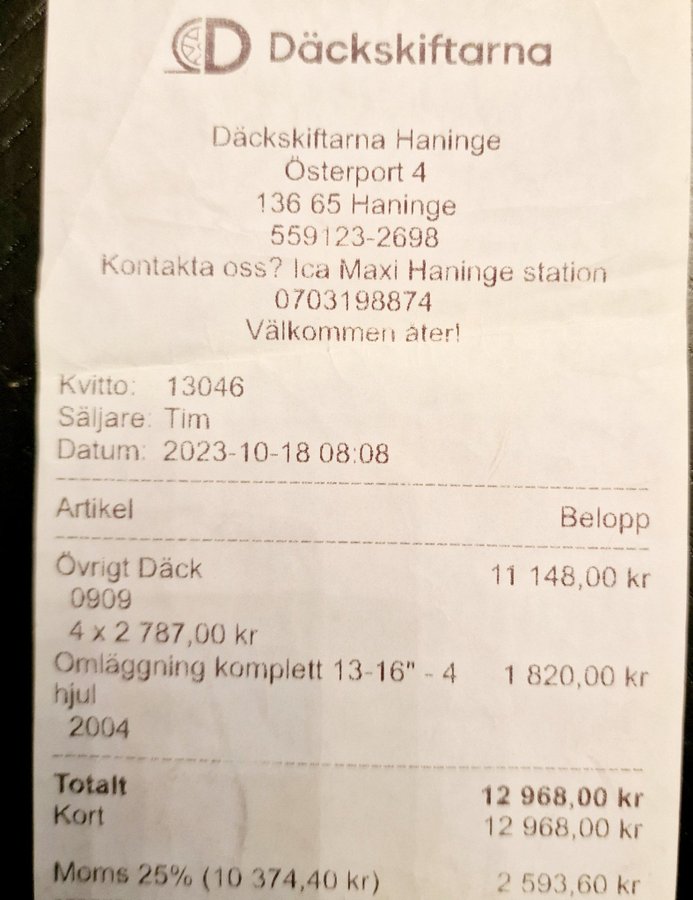 Däckskiftarna
Däckskiftarna Haninge
Österport 4
136 65 Haninge
559123-2698
Kontakta oss? Ica Maxi Haninge station
0703198874
Välkommen åter!
Kvitto: 13046
Säljare: Tim
Datum: 2023-10-18 08:08
Artikel Belopp
Övrigt Däck 11 148,00 kr
0909
4 x 2 787,00 kr
Omläggning komplett 13-16" - 4 1 820,00 kr
hjul
2004
Totalt 12 968,00 kr
Kort 12 968,00 kr
Moms 25% (10 374,40 kr) 2 593,60 kr